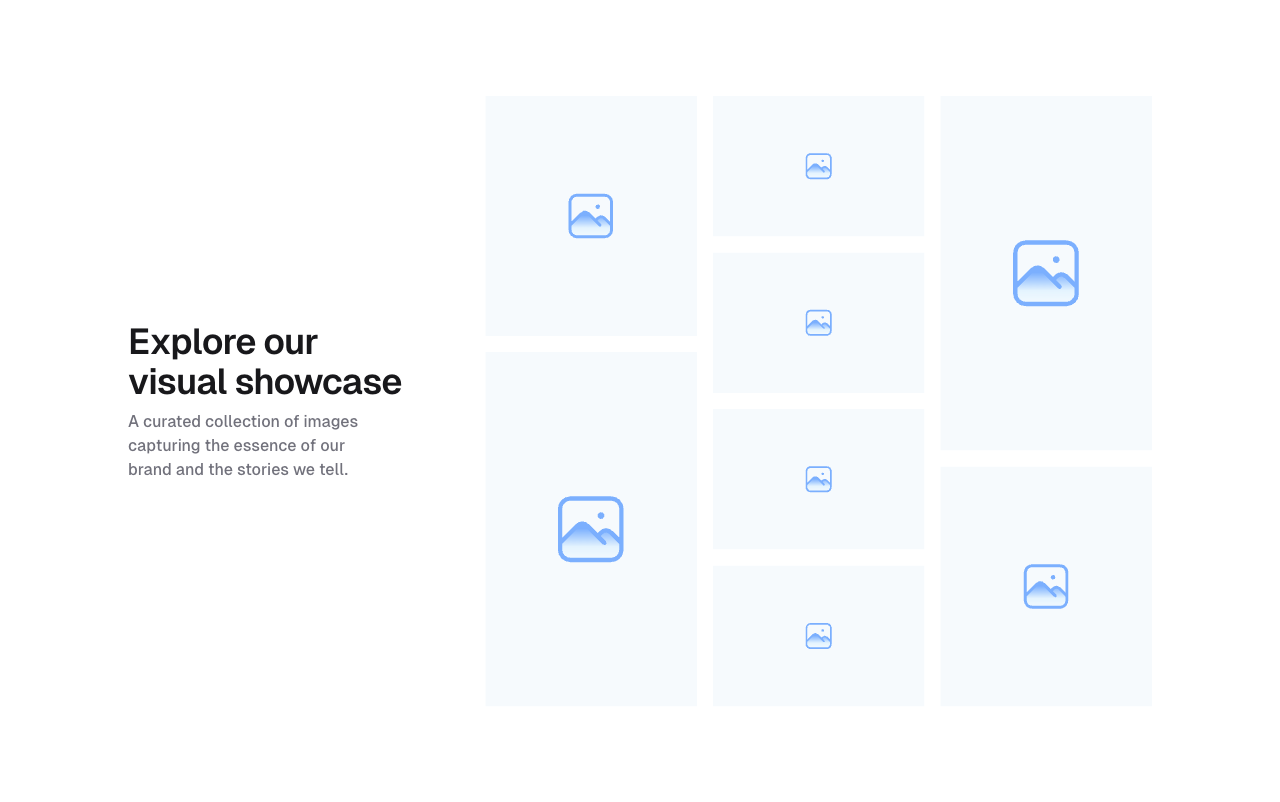 Explore our
visual showcase
A curated collection of images
capturing the essence of our
brand and the stories we tell.